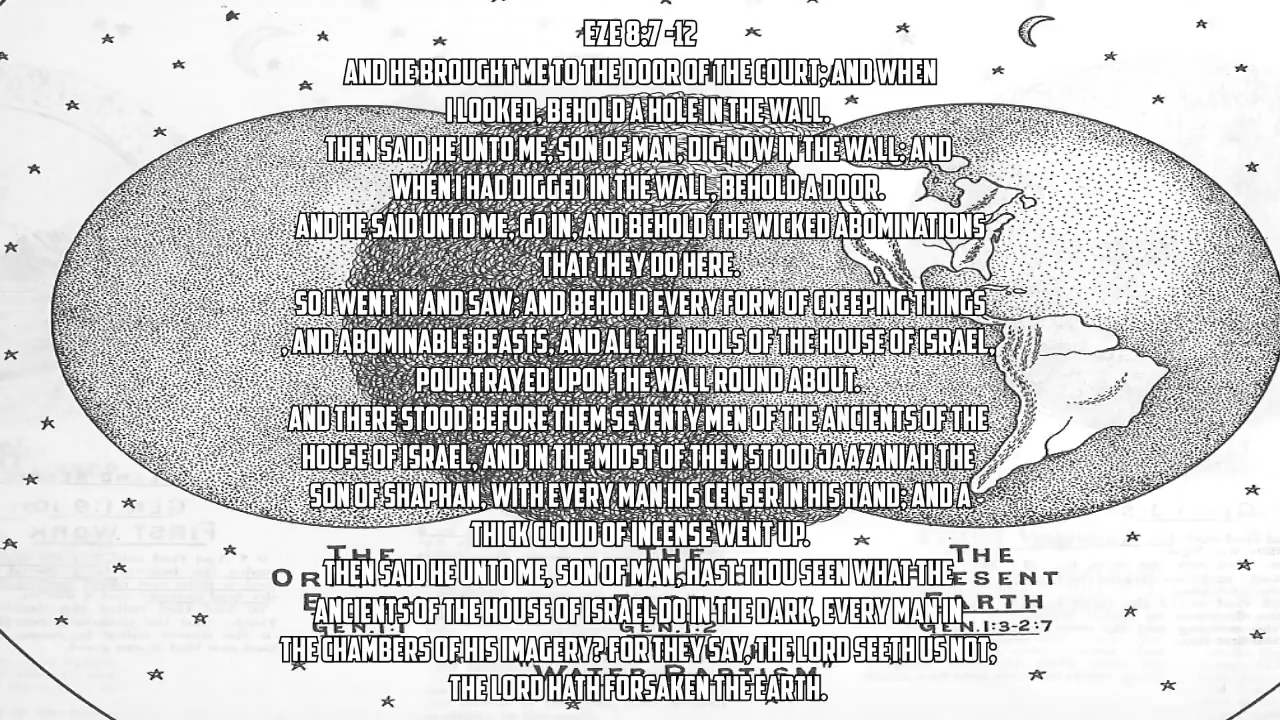 EZE 8:7 -12
AND HE BROUGHT ME TO THE DOOR OF THE COURT; AND WHEN
I LOOKED, BEHOLD A HOLE IN THE WALL.
THEN SAID HE UNTO ME, SON OF MAN, DIG NOW IN THE WALL: AND
WHEN I HAD DIGGED IN THE WALL, BEHOLD A DOOR.
AND HE SAID UNTO ME, GO IN, AND BEHOLD THE WICKED ABOMINATIONS
THAT THEY DO HERE.
SO I WENT IN AND SAW; AND BEHOLD EVERY FORM OF CREEPING THINGS
, AND ABOMINABLE BEASTS, AND ALL THE IDOLS OF THE HOUSE OF ISRAEL,
POURTRAYED UPON THE WALL ROUND ABOUT.
AND THERE STOOD BEFORE THEM SEVENTY MEN OF THE ANCIENTS OF THE
HOUSE OF ISRAEL, AND IN THE MIDST OF THEM STOOD JAAZANIAH THE
SON OF SHAPHAN, WITH EVERY MAN HIS CENSER IN HIS HAND; AND A
THICK CLOUD OF INCENSE WENT UP.
THEN SAID HE UNTO ME, SON OF MAN, HAST THOU SEEN WHAT THE
ANCIENTS OF THE HOUSE OF ISRAEL DO IN THE DARK, EVERY MAN IN
THE CHAMBERS OF HIS IMAGERY? FOR THEY SAY, THE LORD SEETH US NOT;
THE LORD HATH FORSAKEN THE EARTH.
THE
GEN.1:1
THE
GEN.1:2
"WATER BAPTISM"
THE
EARTH
GEN.1:3-2:7